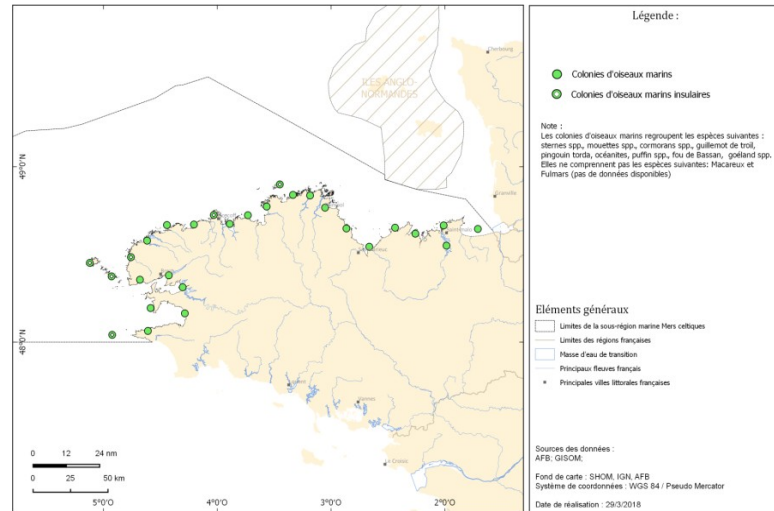 Légende :
Colonies d'oiseaux marins
Colonies d'oiseaux marins insulaires
Note :
Les colonies d'oiseaux marins regroupent les espèces suivantes :
sternes spp., mouettes spp., cormorans spp., guillemot de troïl,
pingouin torda, océanites, puffin spp., fou de Bassan, goéland spp.
Elles ne comprennent pas les espèces suivantes: Macareux et
Fulmars (pas de données disponibles)
Eléments généraux
Limites de la sous-région marine Mers celtiques
Limites des régions françaises
Masse d'eau de transition
Principaux fleuves français
Principales villes littorales françaises
Sources des données :
AFB; GISOM;
Fond de carte : SHOM, IGN, AFB
Système de coordonnées : WGS 84 / Pseudo Mercator
Date de réalisation : 29/3/2018
Cherbourg
ILES ANGLO-
NORMANDES
49°0'N
Granville
48°0'N
Vannes
Le Croisic
0 12 24 nm
0 25 50 km
5°0'O 4°0'O 3°0'O 2°0'O